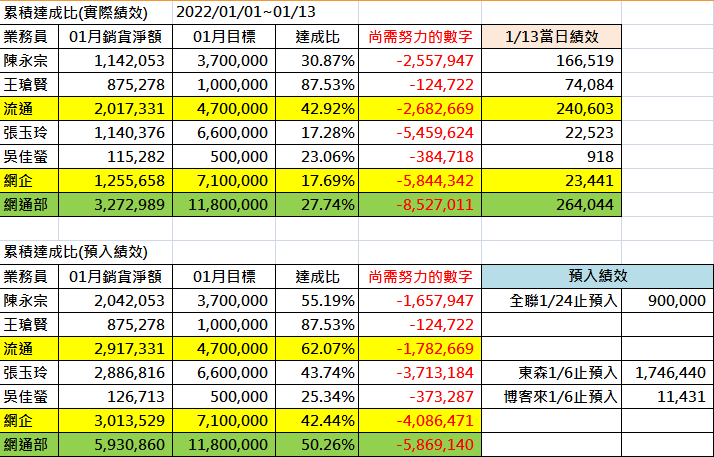 累積達成比(實際績效) 2022/01/01~01/13
業務員 01月銷貨淨額 01月目標 達成比 尚需努力的數字 1/13當日績效
陳永宗 1,142,053 3,700,000 30.87% -2,557,947 166,519
王瑲賢 875,278 1,000,000 87.53% -124,722 74,084
流通 2,017,331 4,700,000 42.92% -2,682,669 240,603
張玉玲 1,140,376 6,600,000 17.28% -5,459,624 22,523
吳佳螢 115,282 500,000 23.06% -384,718 918
網企 1,255,658 7,100,000 17.69% -5,844,342 23,441
網通部 3,272,989 11,800,000 27.74% -8,527,011 264,044
累積達成比(預入績效)
業務員 01月銷貨淨額 01月目標 達成比 尚需努力的數字 預入績效
陳永宗 2,042,053 3,700,000 55.19% -1,657,947 全聯1/24止預入 900,000
王瑲賢 875,278 1,000,000 87.53% -124,722
流通 2,917,331 4,700,000 62.07% -1,782,669
張玉玲 2,886,816 6,600,000 43.74% -3,713,184 東森1/6止預入 1,746,440
吳佳螢 126,713 500,000 25.34% -373,287 博客來1/6止預入 11,431
網企 3,013,529 7,100,000 42.44% -4,086,471
網通部 5,930,860 11,800,000 50.26% -5,869,140